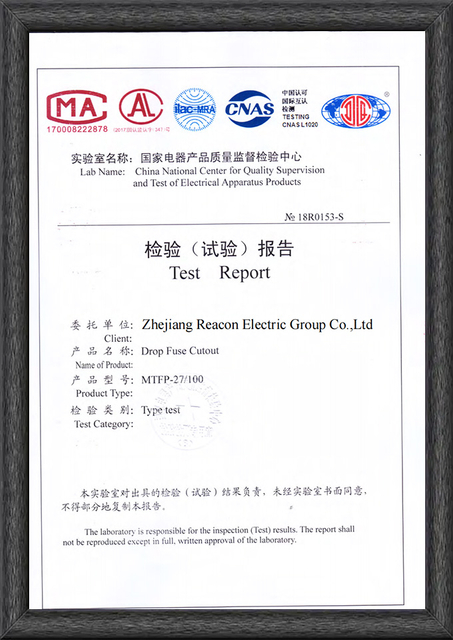 MA
170008222878
AL
(2017)国认监认字(247)号
ilac-MRA
CNAS
中国认可
国际互认
检测
TESTING
CNAS L1020
®
实验室名称：国家电器产品质量监督检验中心
Lab Name: China National Center for Quality Supervision
and Test of Electrical Apparatus Products
№ 18R0153-S
检验（试验）报告
Test Report
委托单位：Zhejiang Reacon Electric Group Co.,Ltd
Client:
产品名称：Drop Fuse Cutout
Name of Product:
产品型号：MTFP-27/100
Product Type:
检验类别：Type test
Test Category:
本实验室对出具的检验（试验）结果负责，未经实验室书面同意，
不得部分地复制本报告。
The laboratory is responsible for the inspection (Test) results. The report shall
not be reproduced except in full, written approval of the laboratory.